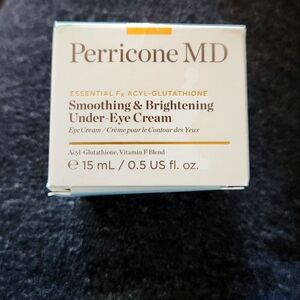 Perricone MD
ESSENTIAL Fx ACYL-GLUTATHIONE
Smoothing & Brightening
Under-Eye Cream
Eye Cream / Crème pour le Contour des Yeux
Acyl-Glutathione, Vitamin F Blend
℮ 15 mL / 0.5 US fl. oz.